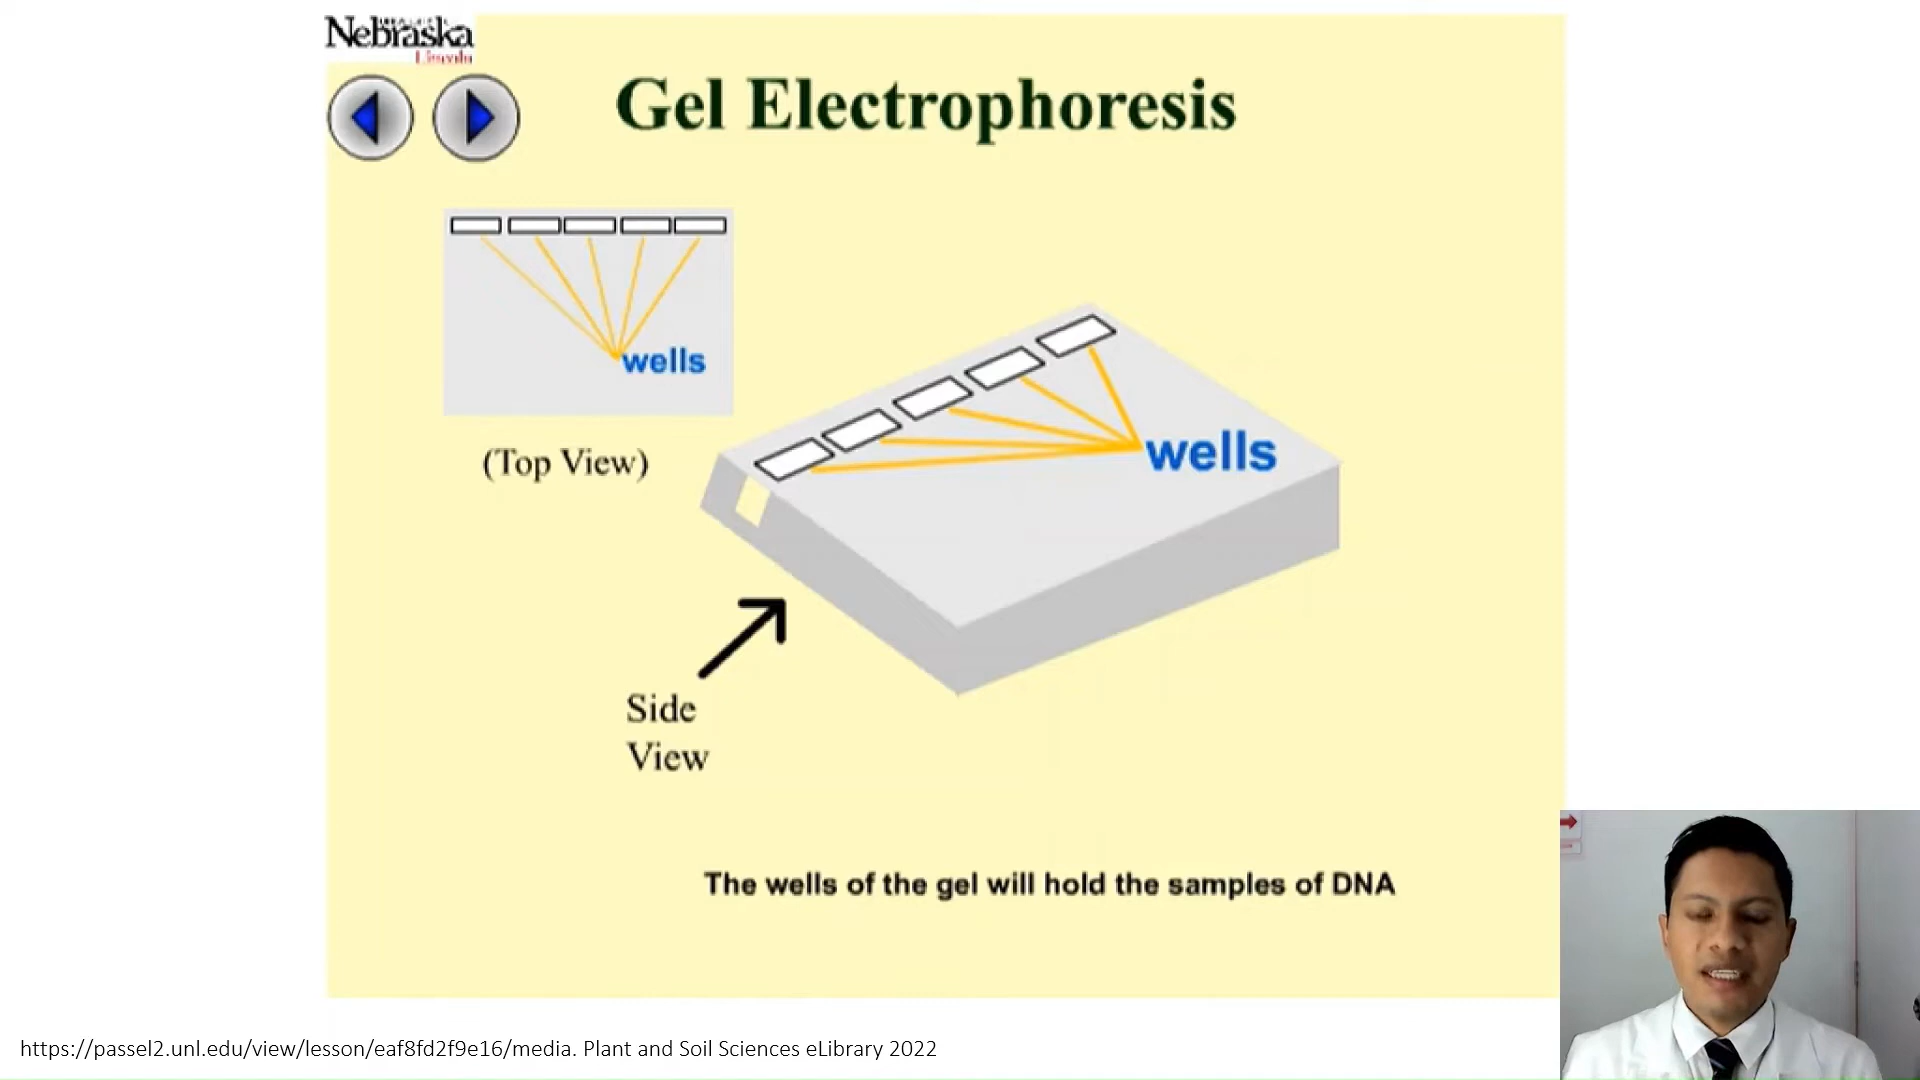 Nebraska
Lincoln
Gel Electrophoresis
wells
(Top View)
wells
Side
View
The wells of the gel will hold the samples of DNA
https://passel2.unl.edu/view/lesson/eaf8fd2f9e16/media. Plant and Soil Sciences eLibrary 2022